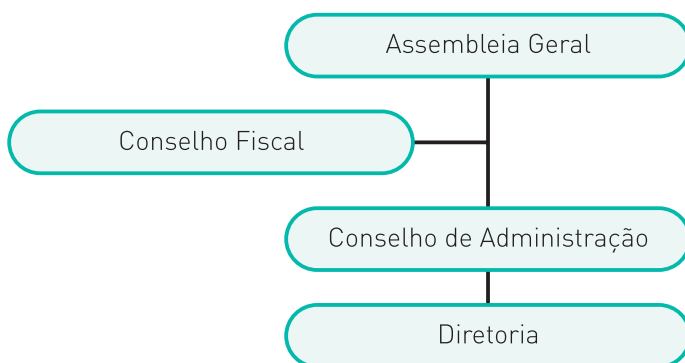 Assembleia Geral
Conselho Fiscal
Conselho de Administração
Diretoria